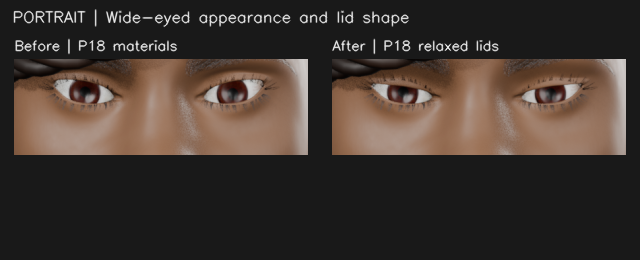 PORTRAIT | Wide-eyed appearance and lid shape
Before | P18 materials
After | P18 relaxed lids